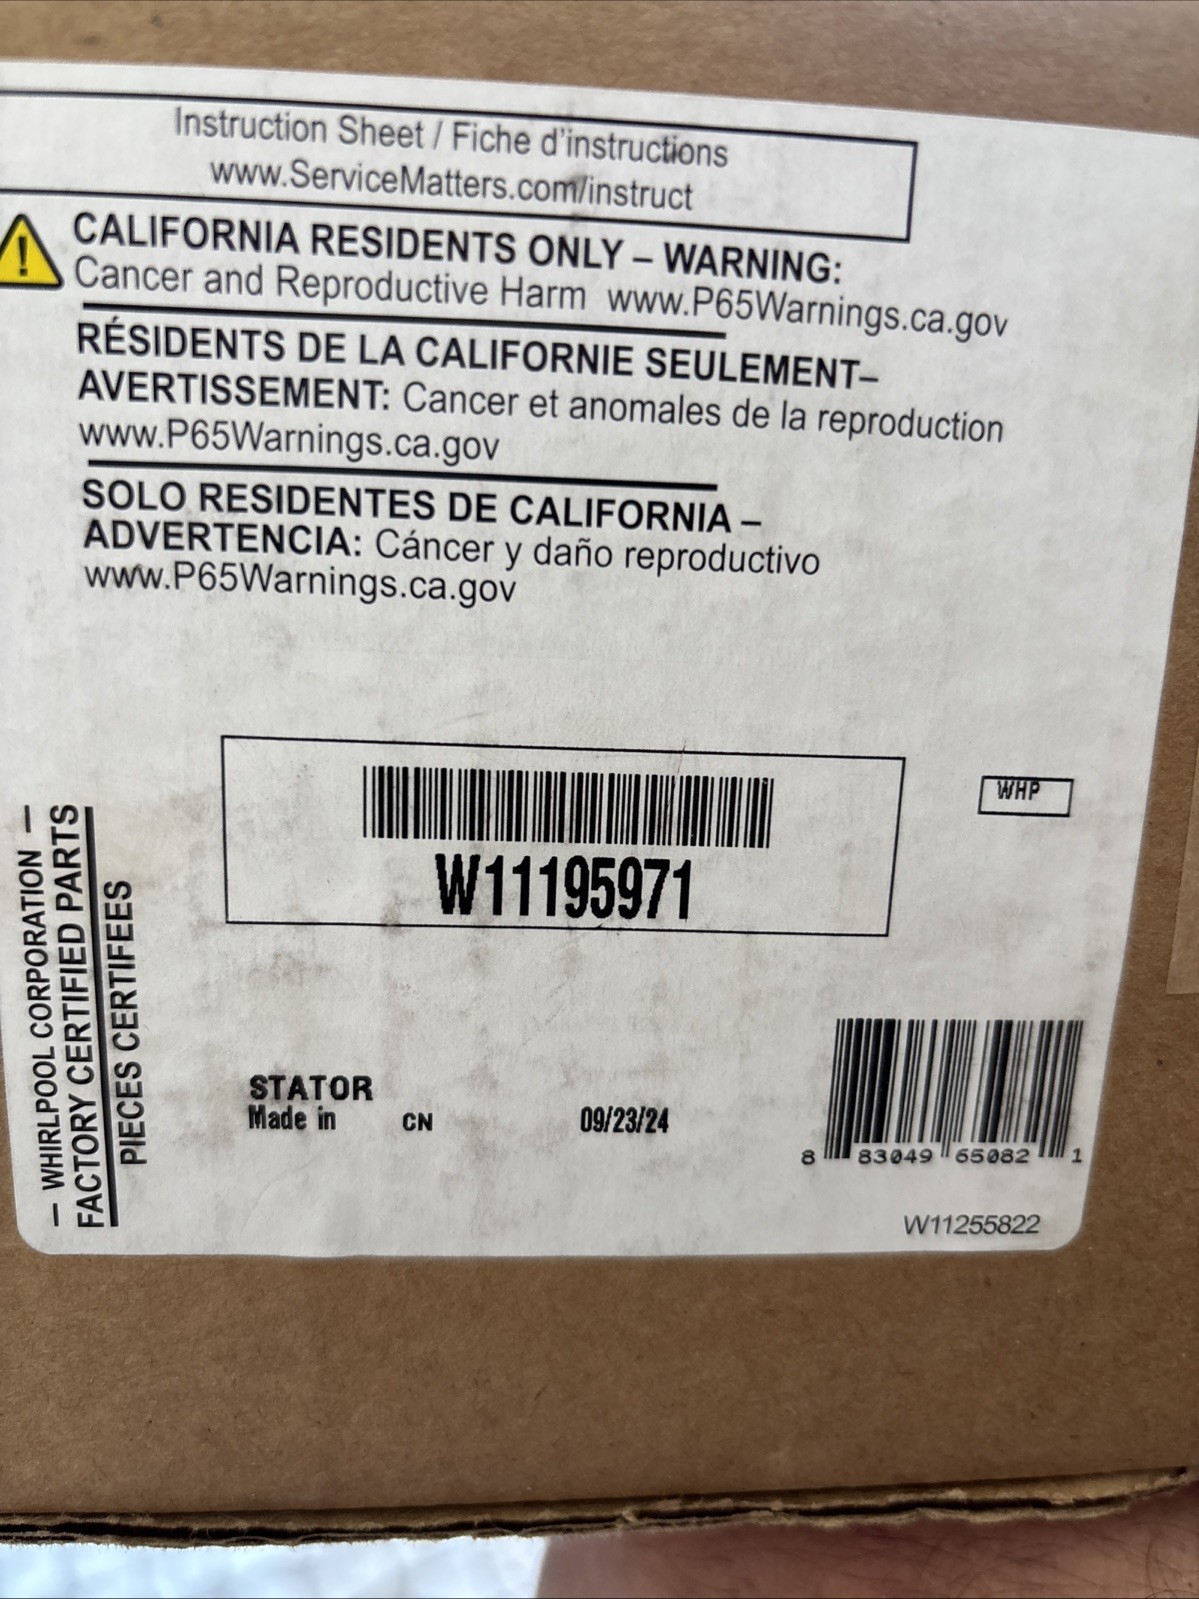 Instruction Sheet / Fiche d'instructions
www.ServiceMatters.com/instruct
CALIFORNIA RESIDENTS ONLY – WARNING:
Cancer and Reproductive Harm www.P65Warnings.ca.gov
RÉSIDENTS DE LA CALIFORNIE SEULEMENT–
AVERTISSEMENT: Cancer et anomales de la reproduction
www.P65Warnings.ca.gov
SOLO RESIDENTES DE CALIFORNIA –
ADVERTENCIA: Cáncer y daño reproductivo
www.P65Warnings.ca.gov
WHP
W11195971
— WHIRLPOOL CORPORATION —
FACTORY CERTIFIED PARTS
PIECES CERTIFEES
STATOR
Made in CN 09/23/24
8 83049 65082 1
W11255822